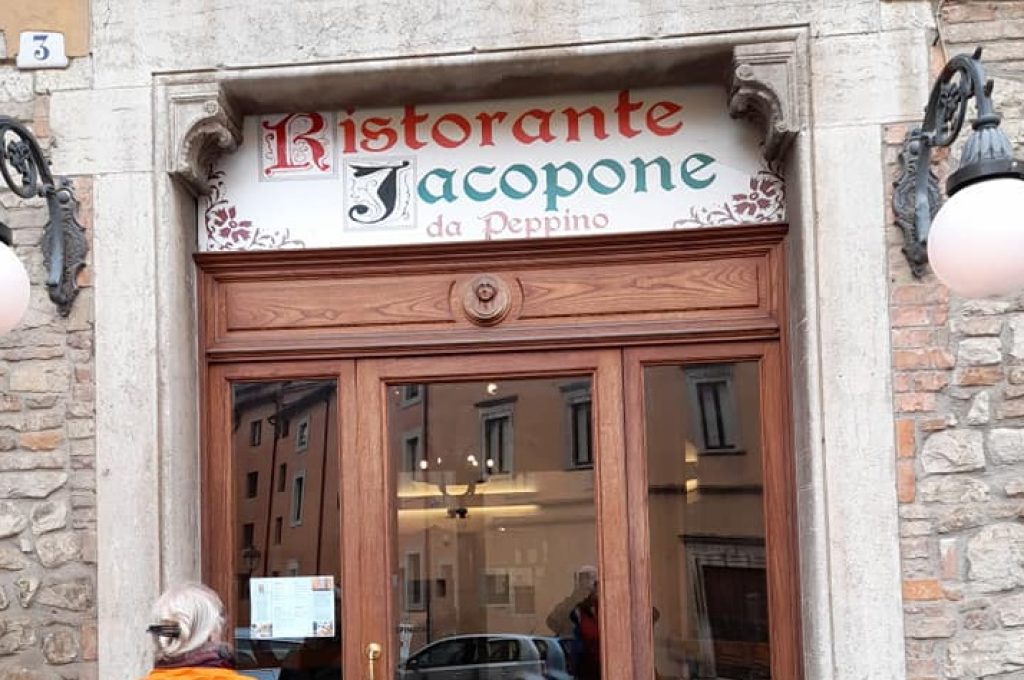 3
Ristorante
Jacopone
da Peppino